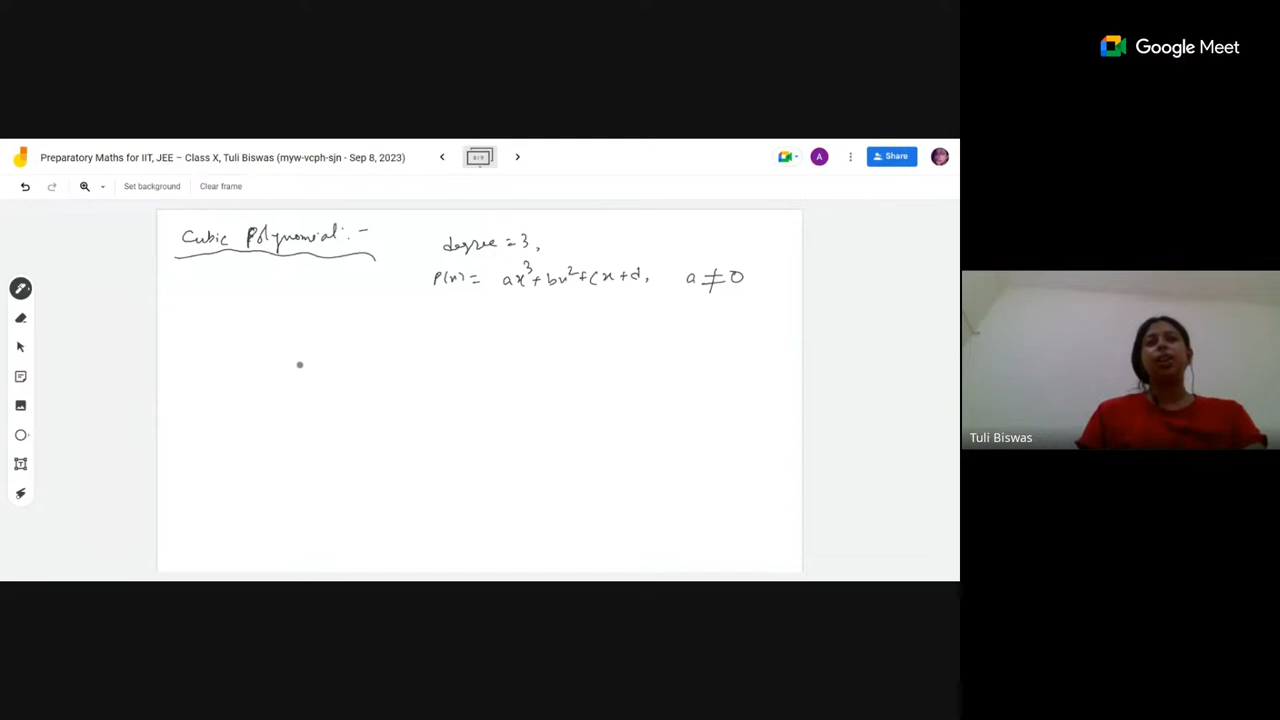 Google Meet
Preparatory Maths for IIT, JEE – Class X, Tuli Biswas (myw-vcph-sjn - Sep 8, 2023)
A
Share
Set background
Clear frame
Cubic Polynomial :-
degree = 3,
P(x) = ax³+bx²+cx+d, a ≠ 0
Tuli Biswas